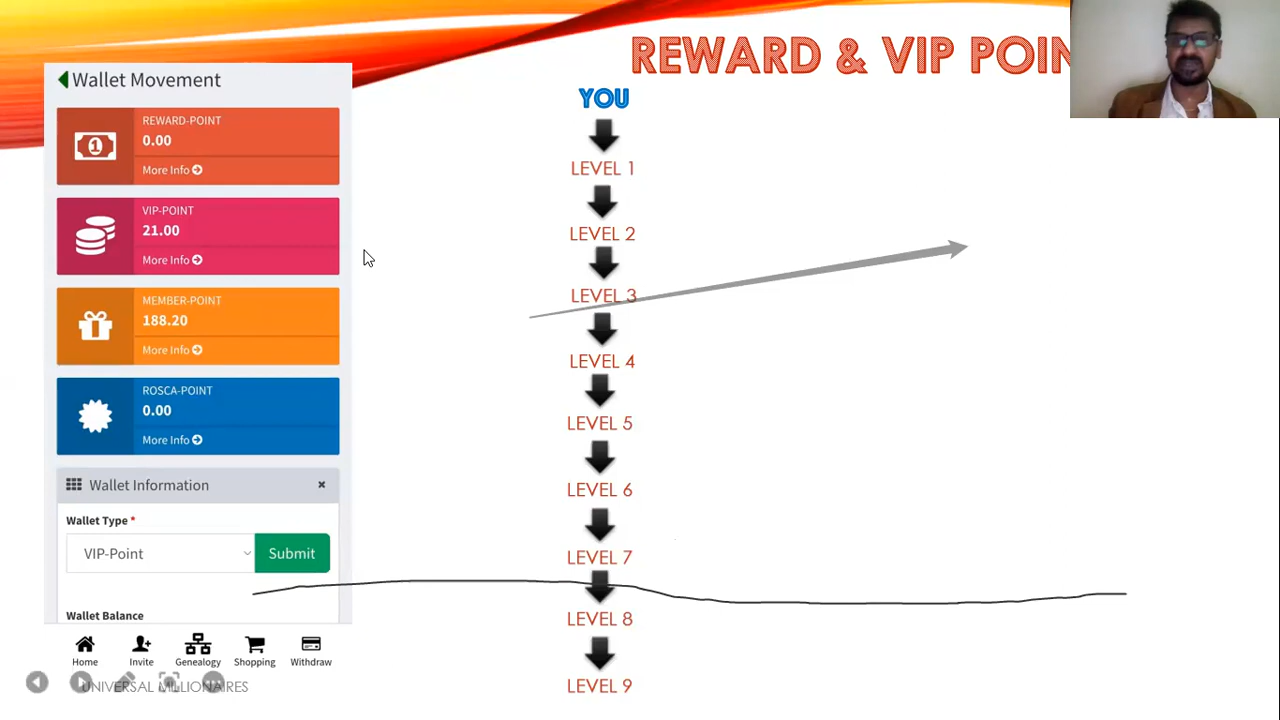 REWARD & VIP POIN
Wallet Movement
REWARD-POINT
0.00
More Info
VIP-POINT
21.00
More Info
MEMBER-POINT
188.20
More Info
ROSCA-POINT
0.00
More Info
Wallet Information
Wallet Type *
VIP-Point
Submit
Wallet Balance
Home
Invite
Genealogy
Shopping
Withdraw
UNIVERSAL MILLIONAIRES
YOU
LEVEL 1
LEVEL 2
LEVEL 3
LEVEL 4
LEVEL 5
LEVEL 6
LEVEL 7
LEVEL 8
LEVEL 9